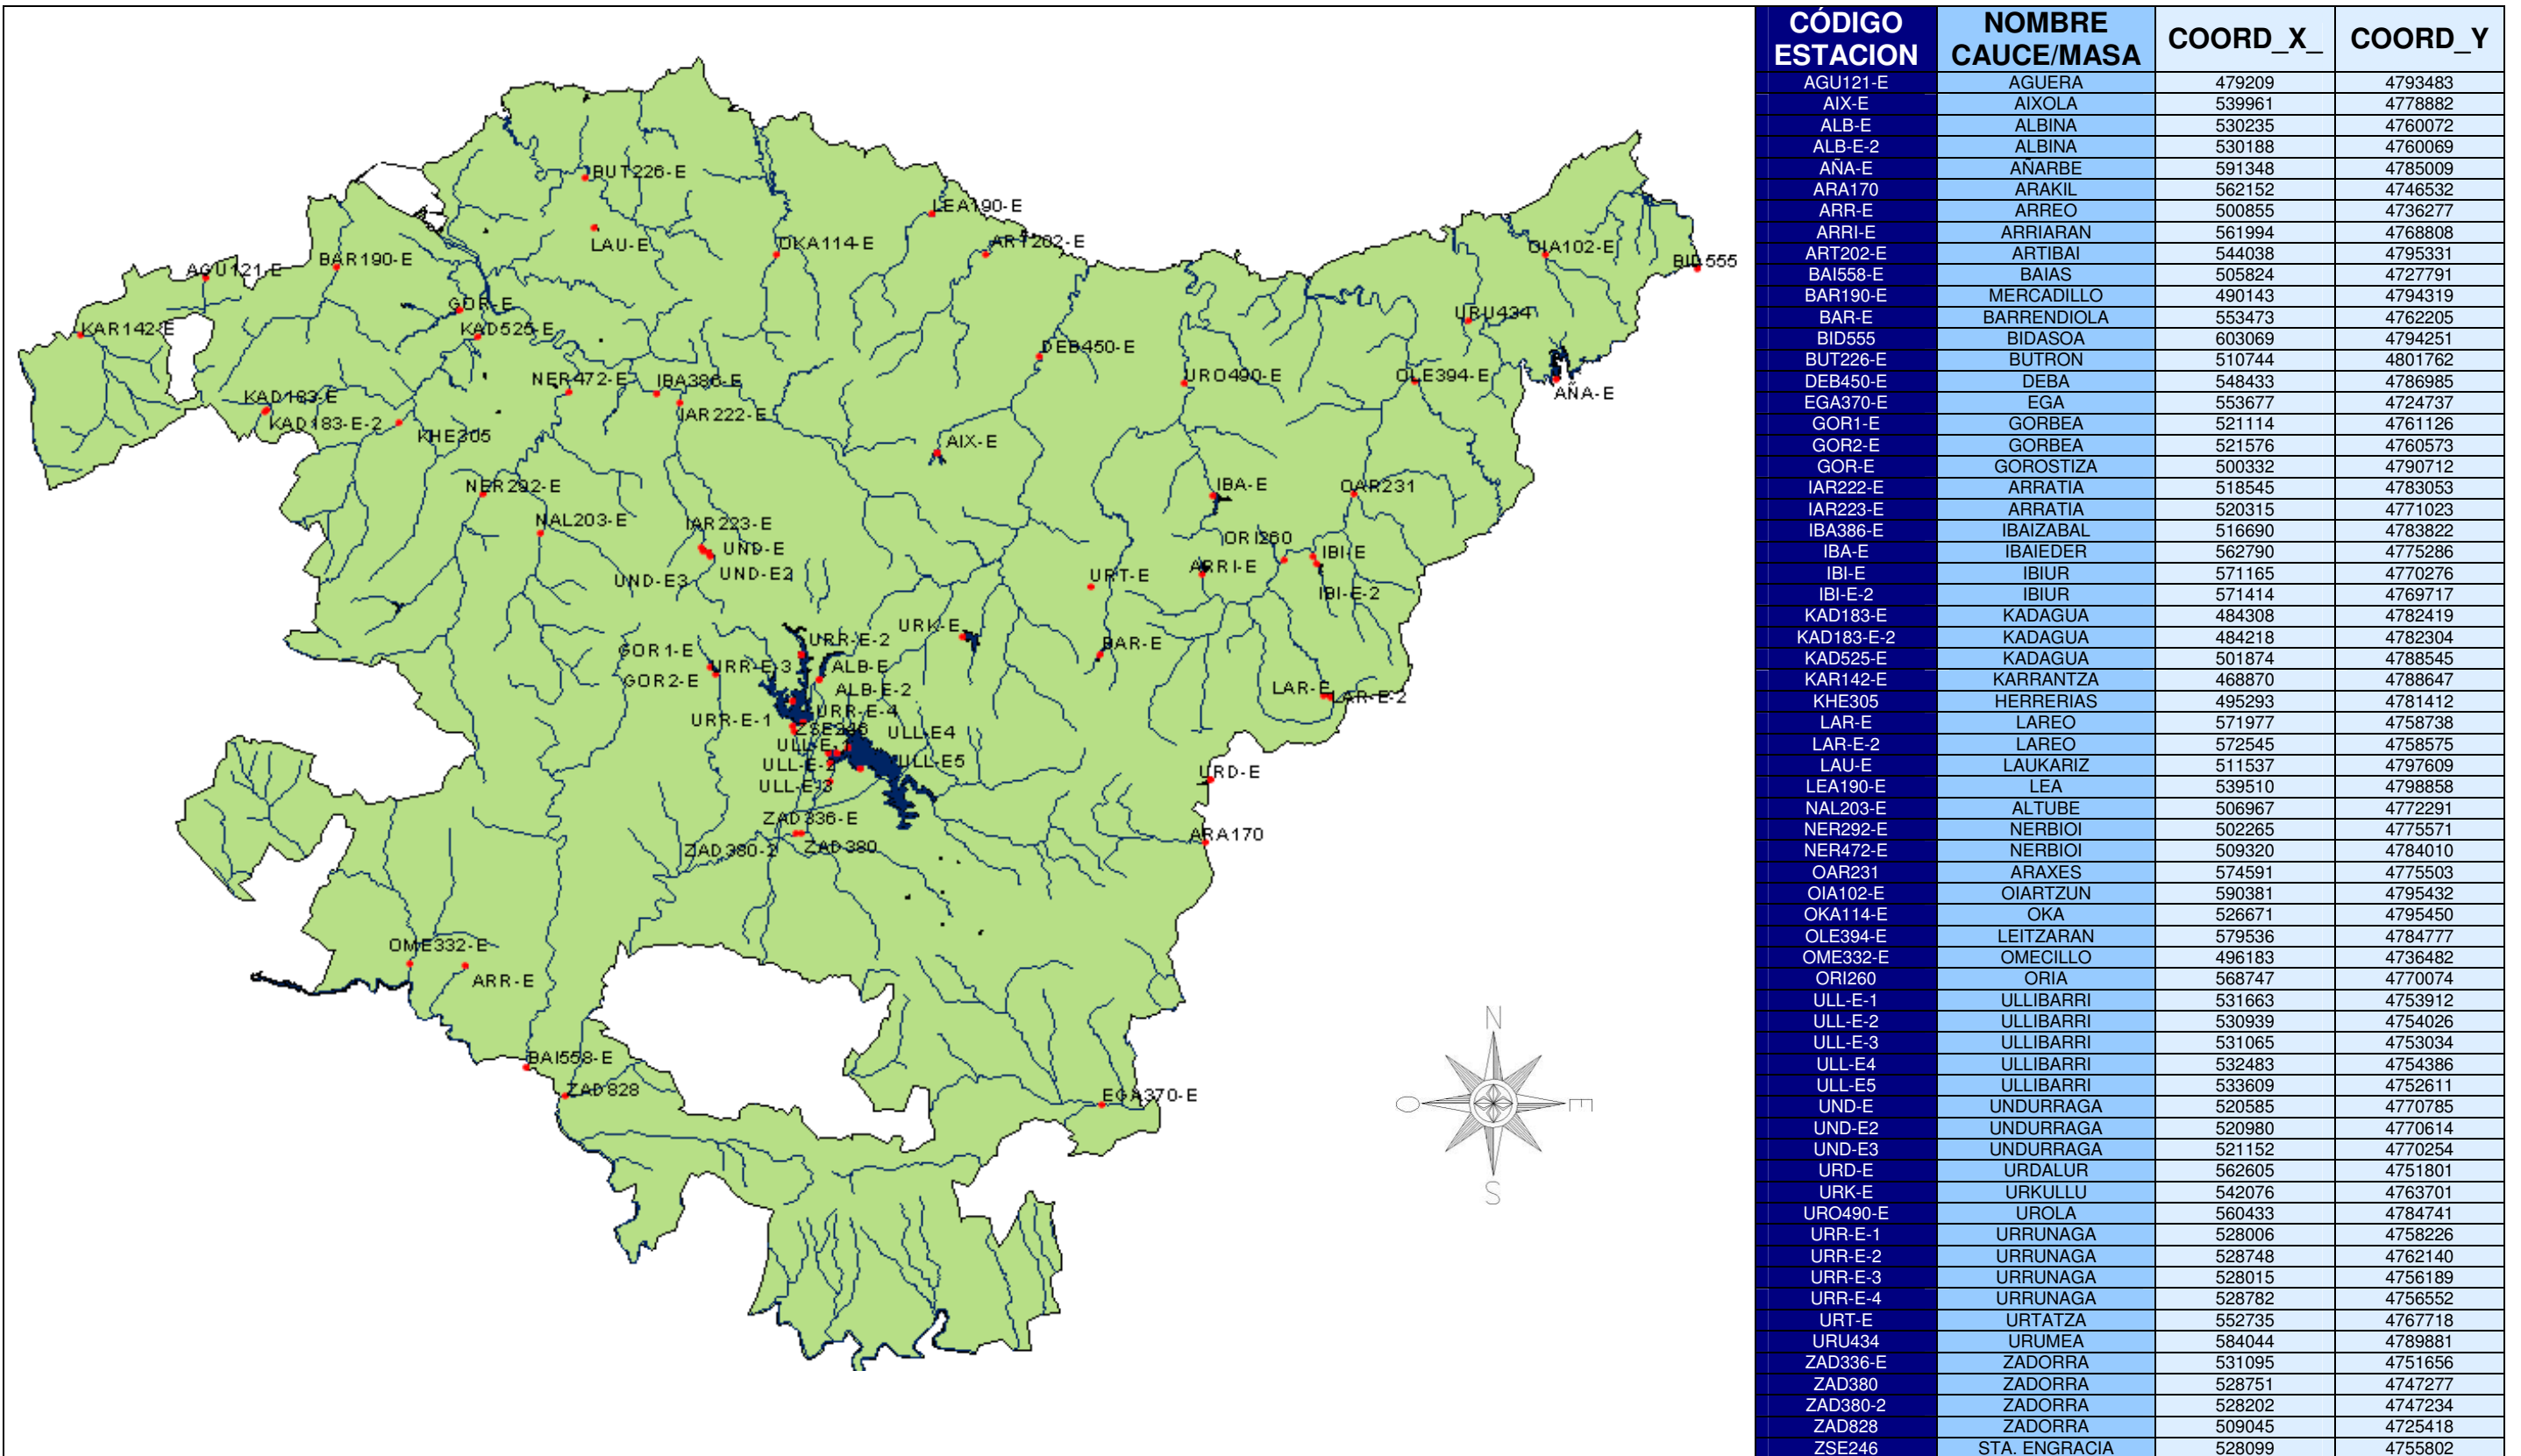 BUT226-E
LEA190-E
LAU-E
OKA114-E
ART202-E
OIA102-E
BID555
AGU121-E
BAR190-E
GOR-E
KAR142-E
KAD525-E
URU434
DEB450-E
NER472-E
IBA386-E
URO490-E
OLE394-E
AÑA-E
KAD183-E
IAR222-E
KAD183-E-2
KHE305
AIX-E
NER292-E
IBA-E
OAR231
NAL203-E
IAR223-E
ORI260
UND-E
IBI-E
UND-E3
UND-E2
ARRI-E
URT-E
IBI-E-2
URK-E
URR-E-2
GOR1-E
BAR-E
URR-E-3
ALB-E
GOR2-E
ALB-E-2
LAR-E
LAR-E-2
URR-E-1
URR-E-4
ZSE246
ULL-E4
ULL-E-1
ULL-E-2
ULL-E5
URD-E
ULL-E-3
ZAD336-E
ARA170
ZAD380-2
ZAD380
OME332-E
ARR-E
BAI558-E
ZAD828
EGA370-E
N
O
E
S
CÓDIGO ESTACION NOMBRE CAUCE/MASA COORD_X_ COORD_Y
AGU121-E AGUERA 479209 4793483
AIX-E AIXOLA 539961 4778882
ALB-E ALBINA 530235 4760072
ALB-E-2 ALBINA 530188 4760069
AÑA-E AÑARBE 591348 4785009
ARA170 ARAKIL 562152 4746532
ARR-E ARREO 500855 4736277
ARRI-E ARRIARAN 561994 4768808
ART202-E ARTIBAI 544038 4795331
BAI558-E BAIAS 505824 4727791
BAR190-E MERCADILLO 490143 4794319
BAR-E BARRENDIOLA 553473 4762205
BID555 BIDASOA 603069 4794251
BUT226-E BUTRON 510744 4801762
DEB450-E DEBA 548433 4786985
EGA370-E EGA 553677 4724737
GOR1-E GORBEA 521114 4761126
GOR2-E GORBEA 521576 4760573
GOR-E GOROSTIZA 500332 4790712
IAR222-E ARRATIA 518545 4783053
IAR223-E ARRATIA 520315 4771023
IBA386-E IBAIZABAL 516690 4783822
IBA-E IBAIEDER 562790 4775286
IBI-E IBIUR 571165 4770276
IBI-E-2 IBIUR 571414 4769717
KAD183-E KADAGUA 484308 4782419
KAD183-E-2 KADAGUA 484218 4782304
KAD525-E KADAGUA 501874 4788545
KAR142-E KARRANTZA 468870 4788647
KHE305 HERRERIAS 495293 4781412
LAR-E LAREO 571977 4758738
LAR-E-2 LAREO 572545 4758575
LAU-E LAUKARIZ 511537 4797609
LEA190-E LEA 539510 4798858
NAL203-E ALTUBE 506967 4772291
NER292-E NERBIOI 502265 4775571
NER472-E NERBIOI 509320 4784010
OAR231 ARAXES 574591 4775503
OIA102-E OIARTZUN 590381 4795432
OKA114-E OKA 526671 4795450
OLE394-E LEITZARAN 579536 4784777
OME332-E OMECILLO 496183 4736482
ORI260 ORIA 568747 4770074
ULL-E-1 ULLIBARRI 531663 4753912
ULL-E-2 ULLIBARRI 530939 4754026
ULL-E-3 ULLIBARRI 531065 4753034
ULL-E4 ULLIBARRI 532483 4754386
ULL-E5 ULLIBARRI 533609 4752611
UND-E UNDURRAGA 520585 4770785
UND-E2 UNDURRAGA 520980 4770614
UND-E3 UNDURRAGA 521152 4770254
URD-E URDALUR 562605 4751801
URK-E URKULLU 542076 4763701
URO490-E UROLA 560433 4784741
URR-E-1 URRUNAGA 528006 4758226
URR-E-2 URRUNAGA 528748 4762140
URR-E-3 URRUNAGA 528015 4756189
URR-E-4 URRUNAGA 528782 4756552
URT-E URTATZA 552735 4767718
URU434 URUMEA 584044 4789881
ZAD336-E ZADORRA 531095 4751656
ZAD380 ZADORRA 528751 4747277
ZAD380-2 ZADORRA 528202 4747234
ZAD828 ZADORRA 509045 4725418
ZSE246 STA. ENGRACIA 528099 4755802